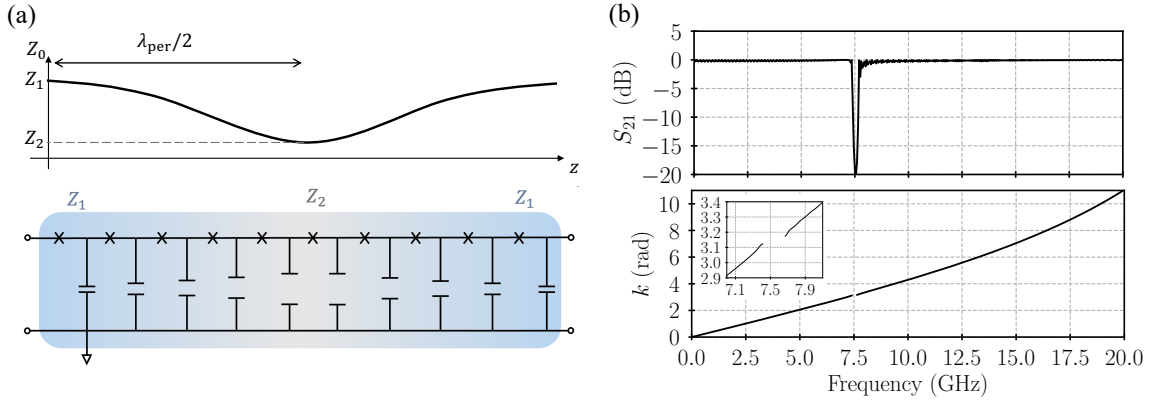 (a)
λper/2
Z0
Z1
Z2
z
Z1
Z2
Z1
(b)
5
0
−5
−10
−15
−20
S21 (dB)
10
8
6
4
2
0
k (rad)
3.4
3.3
3.2
3.1
3.0
2.9
7.1 7.5 7.9
0.0 2.5 5.0 7.5 10.0 12.5 15.0 17.5 20.0
Frequency (GHz)